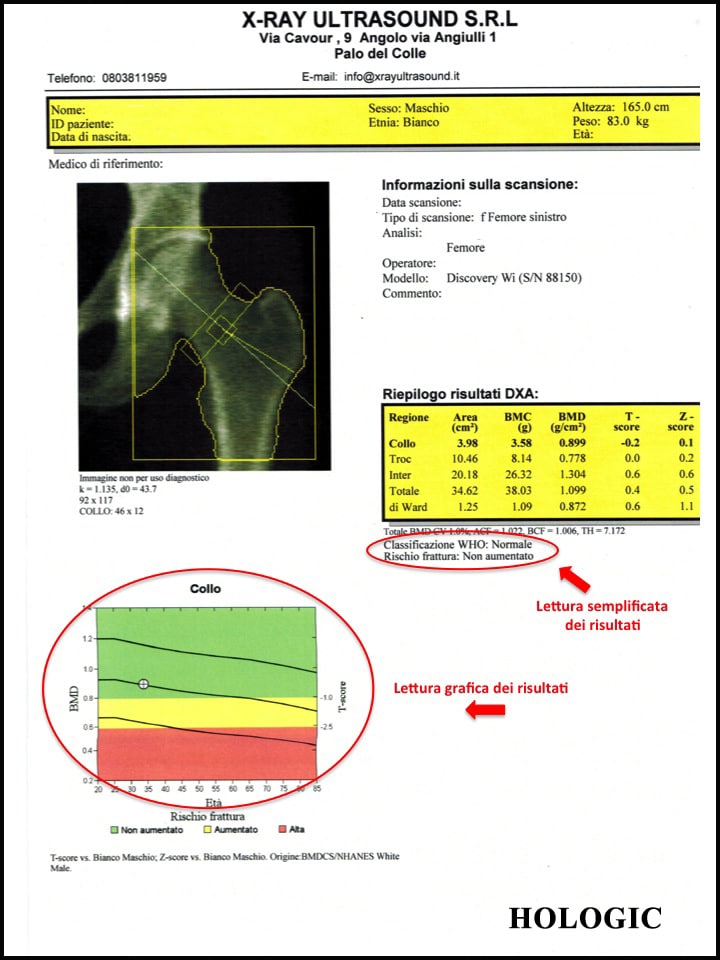 X-RAY ULTRASOUND S.R.L
Via Cavour , 9 Angolo via Angiulli 1
Palo del Colle
Telefono: 0803811959 E-mail: info@xrayultrasound.it
Nome: Sesso: Maschio Altezza: 165.0 cm
ID paziente: Etnia: Bianco Peso: 83.0 kg
Data di nascita. Età:
Medico di riferimento:
Informazioni sulla scansione:
Data scansione:
Tipo di scansione: f Femore sinistro
Analisi:
Femore
Operatore:
Modello: Discovery Wi (S/N 88150)
Commento:
Immagine non per uso diagnostico
k = 1.135, d0 = 43.7
92 x 117
COLLO: 46 x 12
Riepilogo risultati DXA:
Regione Area (cm²) BMC (g) BMD (g/cm²) T - score Z - score
Collo 3.98 3.58 0.899 -0.2 0.1
Troc 10.46 8.14 0.778 0.0 0.2
Inter 20.18 26.32 1.304 0.6 0.6
Totale 34.62 38.03 1.099 0.4 0.5
di Ward 1.25 1.09 0.872 0.6 1.1
Totale BMD CV 1.0%, ACF = 1.022, BCF = 1.006, TH = 7.172
Classificazione WHO: Normale
Rischio frattura: Non aumentato
Lettura semplificata
dei risultati
Collo
1.4
1.2
1.0
0.8 -1.0
0.6 -2.5
0.4
0.2
BMD
T-score
20 25 30 35 40 45 50 55 60 65 70 75 80 85
Età
Rischio frattura
Non aumentato Aumentato Alta
Lettura grafica dei risultati
T-score vs. Bianco Maschio; Z-score vs. Bianco Maschio. Origine:BMDCS/NHANES White
Male.
HOLOGIC